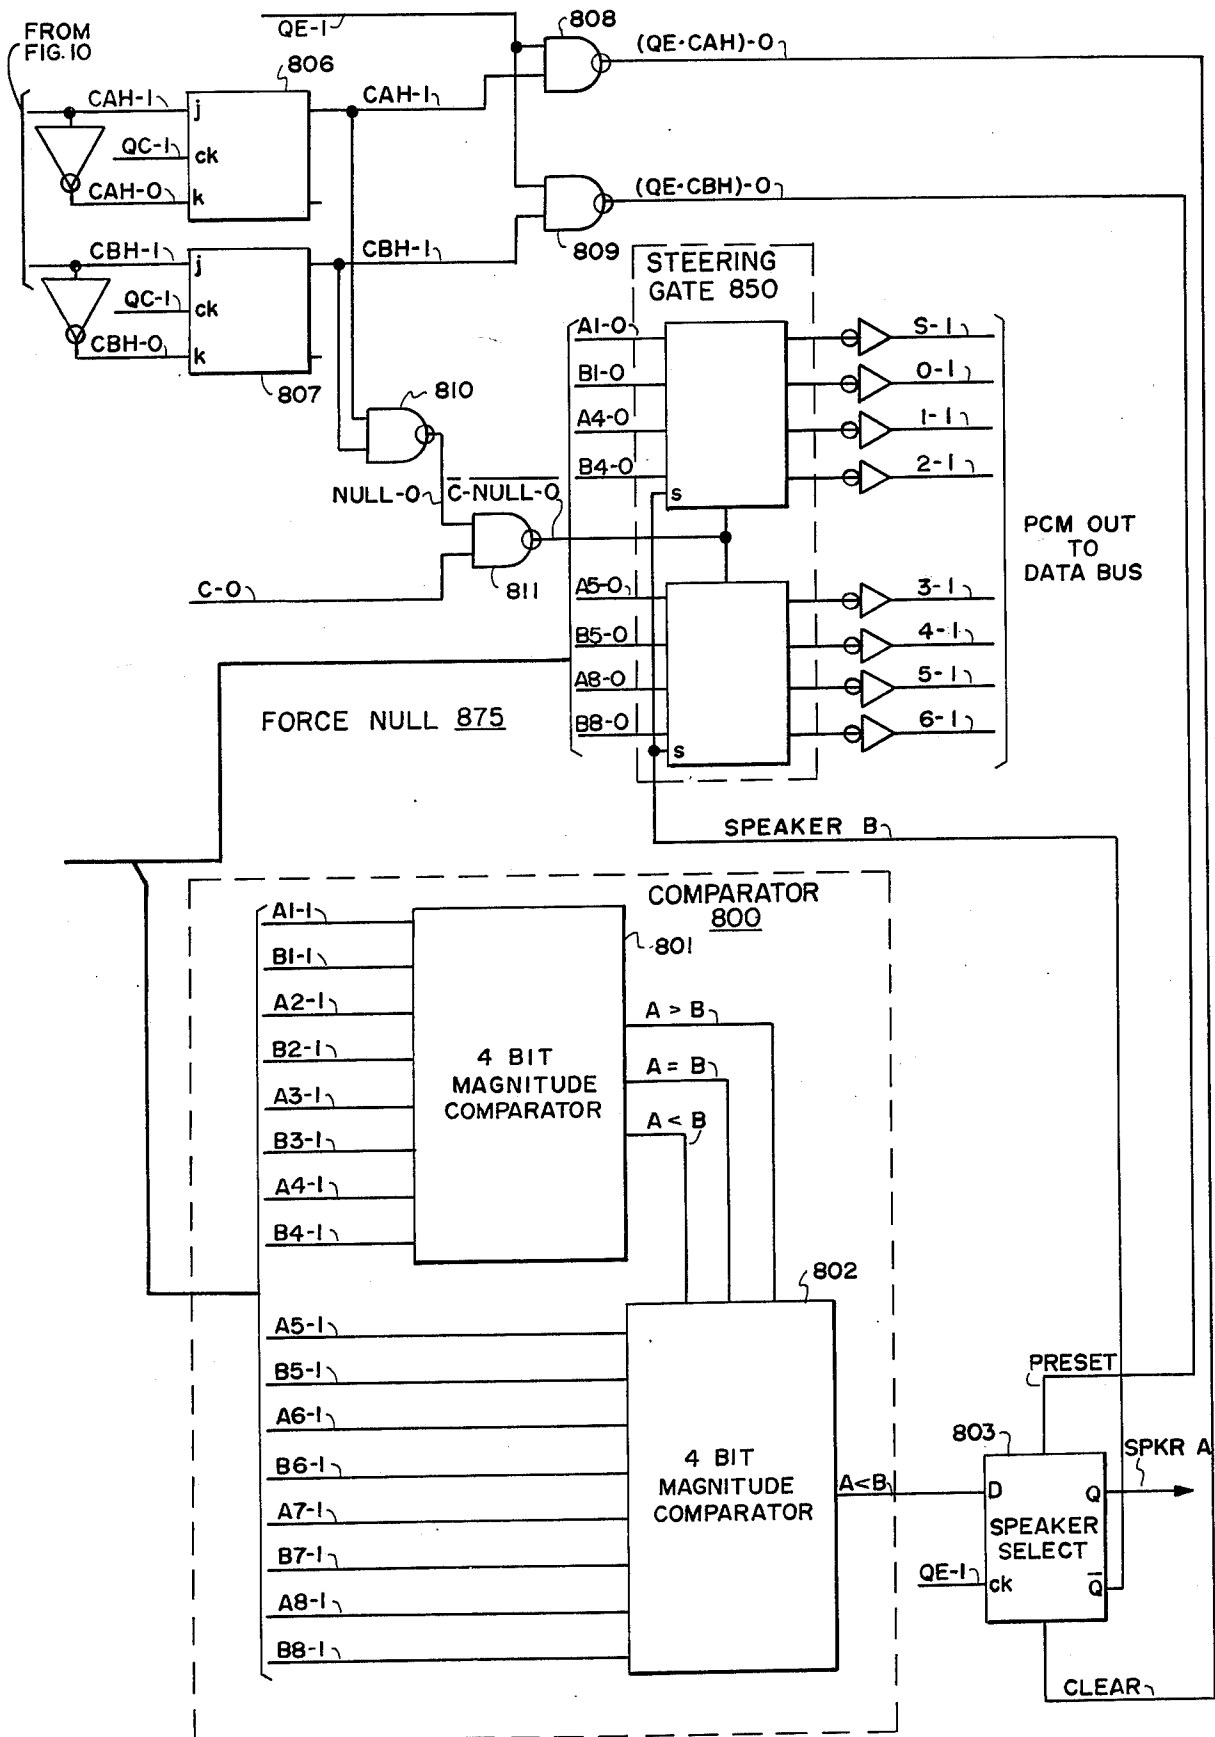 FROM
FIG. 10
QE-1
808
(QE·CAH)-0
806
CAH-1
j
QC-1
ck
CAH-0
k
CAH-1
(QE·CBH)-0
809
CBH-1
j
QC-1
ck
CBH-0
k
807
CBH-1
STEERING
GATE 850
A1-0
B1-0
A4-0
B4-0
s
S-1
0-1
1-1
2-1
810
NULL-0
C̅-N̅U̅L̅L̅-̅0̅
C-0
811
A5-0
B5-0
A8-0
B8-0
s
3-1
4-1
5-1
6-1
PCM OUT
TO
DATA BUS
FORCE NULL 875
SPEAKER B
COMPARATOR
800
A1-1
B1-1
A2-1
B2-1
A3-1
B3-1
A4-1
B4-1
801
4 BIT
MAGNITUDE
COMPARATOR
A > B
A = B
A < B
802
A5-1
B5-1
A6-1
B6-1
A7-1
B7-1
A8-1
B8-1
4 BIT
MAGNITUDE
COMPARATOR
A<B
PRESET
803
SPKR A
D
Q
SPEAKER
SELECT
QE-1
ck
Q̅
CLEAR